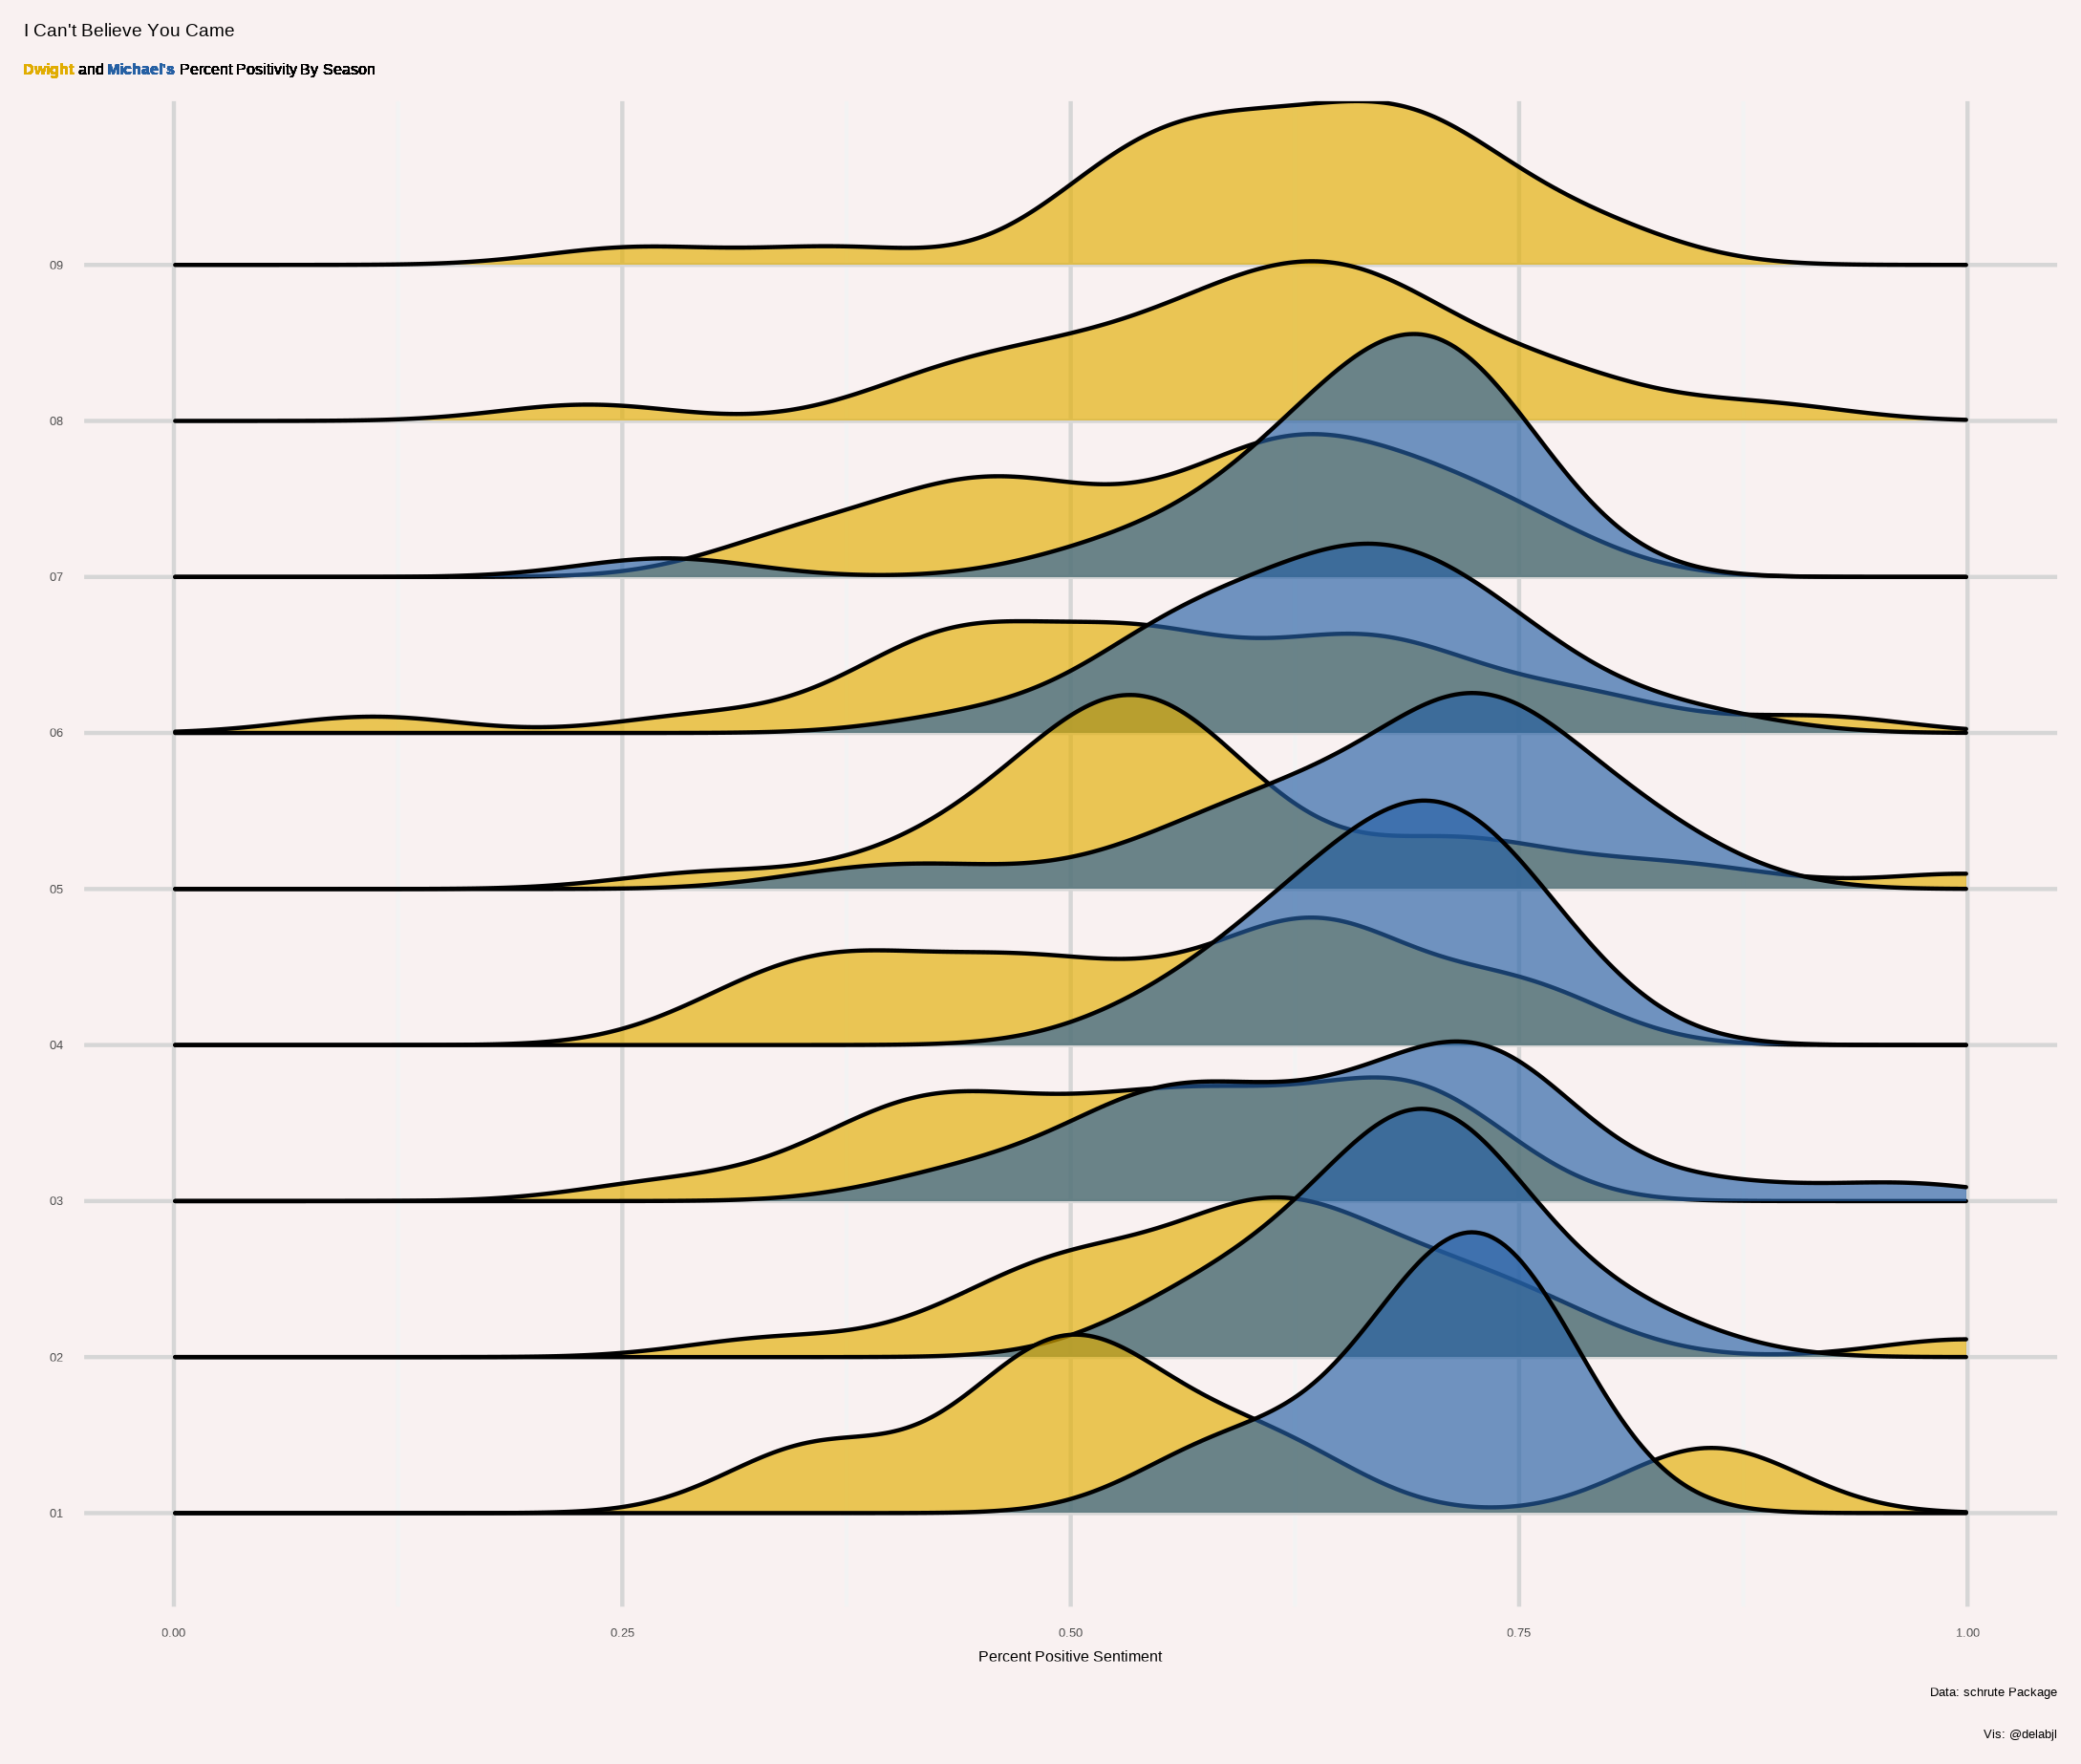 I Can't Believe You Came
Dwight and Michael's Percent Positivity By Season
09
08
07
06
05
04
03
02
01
0.00 0.25 0.50 0.75 1.00
Percent Positive Sentiment
Data: schrute Package
Vis: @delabjl